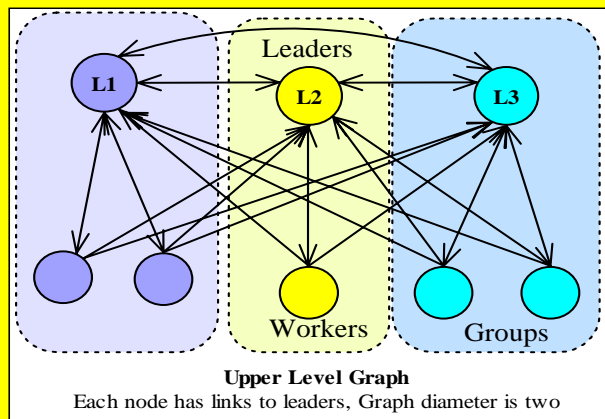 Leaders
L1
L2
L3
Workers
Groups
Upper Level Graph
Each node has links to leaders, Graph diameter is two